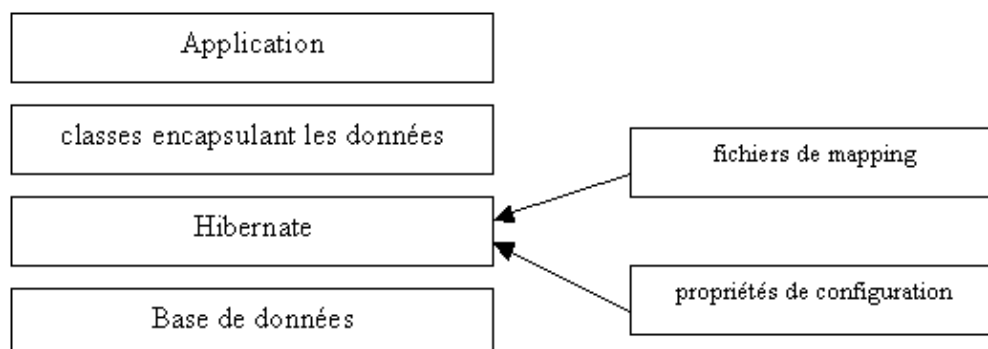 Application
classes encapsulant les données
fichiers de mapping
Hibernate
propriétés de configuration
Base de données